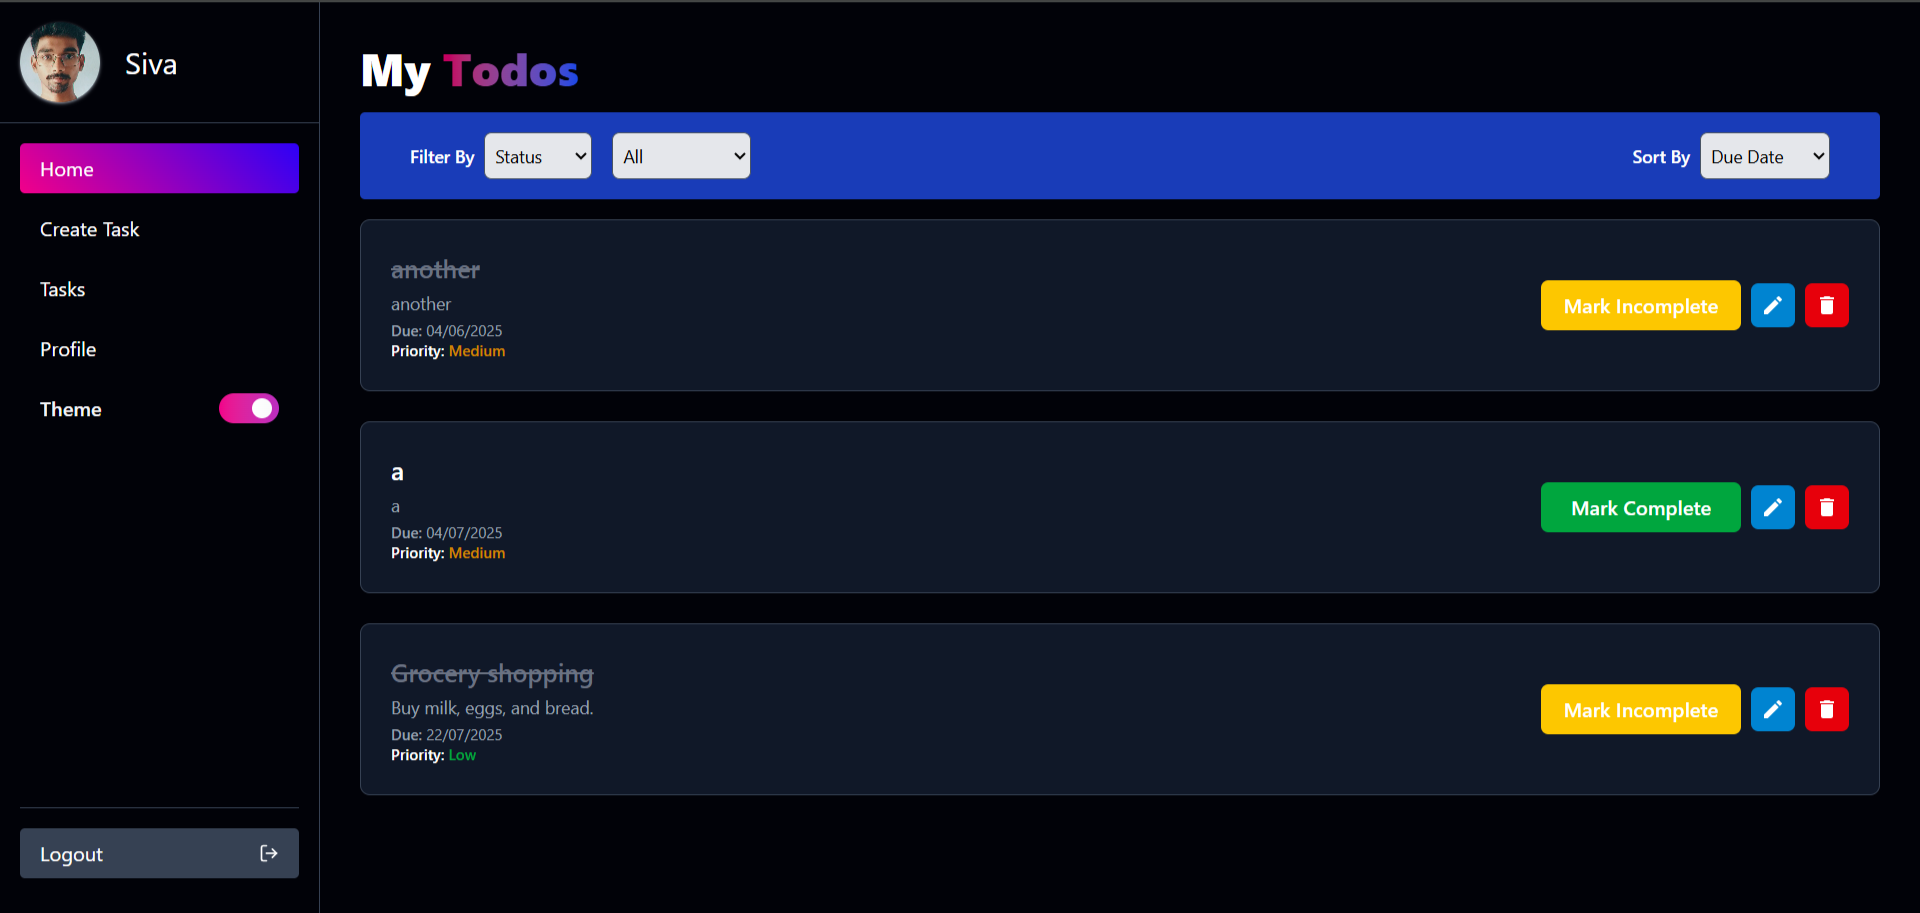 Siva
Home
Create Task
Tasks
Profile
Theme
Logout
My Todos
Filter By Status All Sort By Due Date
another
another
Due: 04/06/2025
Priority: Medium
Mark Incomplete
a
a
Due: 04/07/2025
Priority: Medium
Mark Complete
Grocery shopping
Buy milk, eggs, and bread.
Due: 22/07/2025
Priority: Low
Mark Incomplete